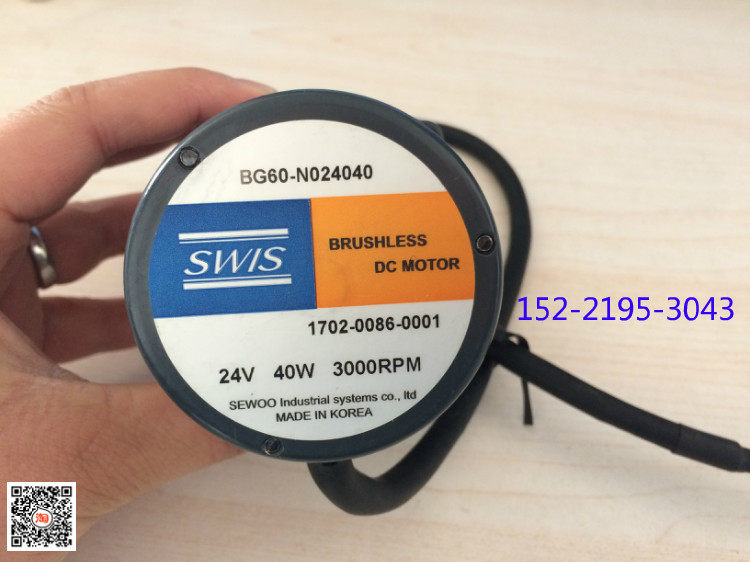 BG60-N024040
SWIS
BRUSHLESS
DC MOTOR
1702-0086-0001
152-2195-3043
24V 40W 3000RPM
SEWOO Industrial systems co., ltd
MADE IN KOREA
淘